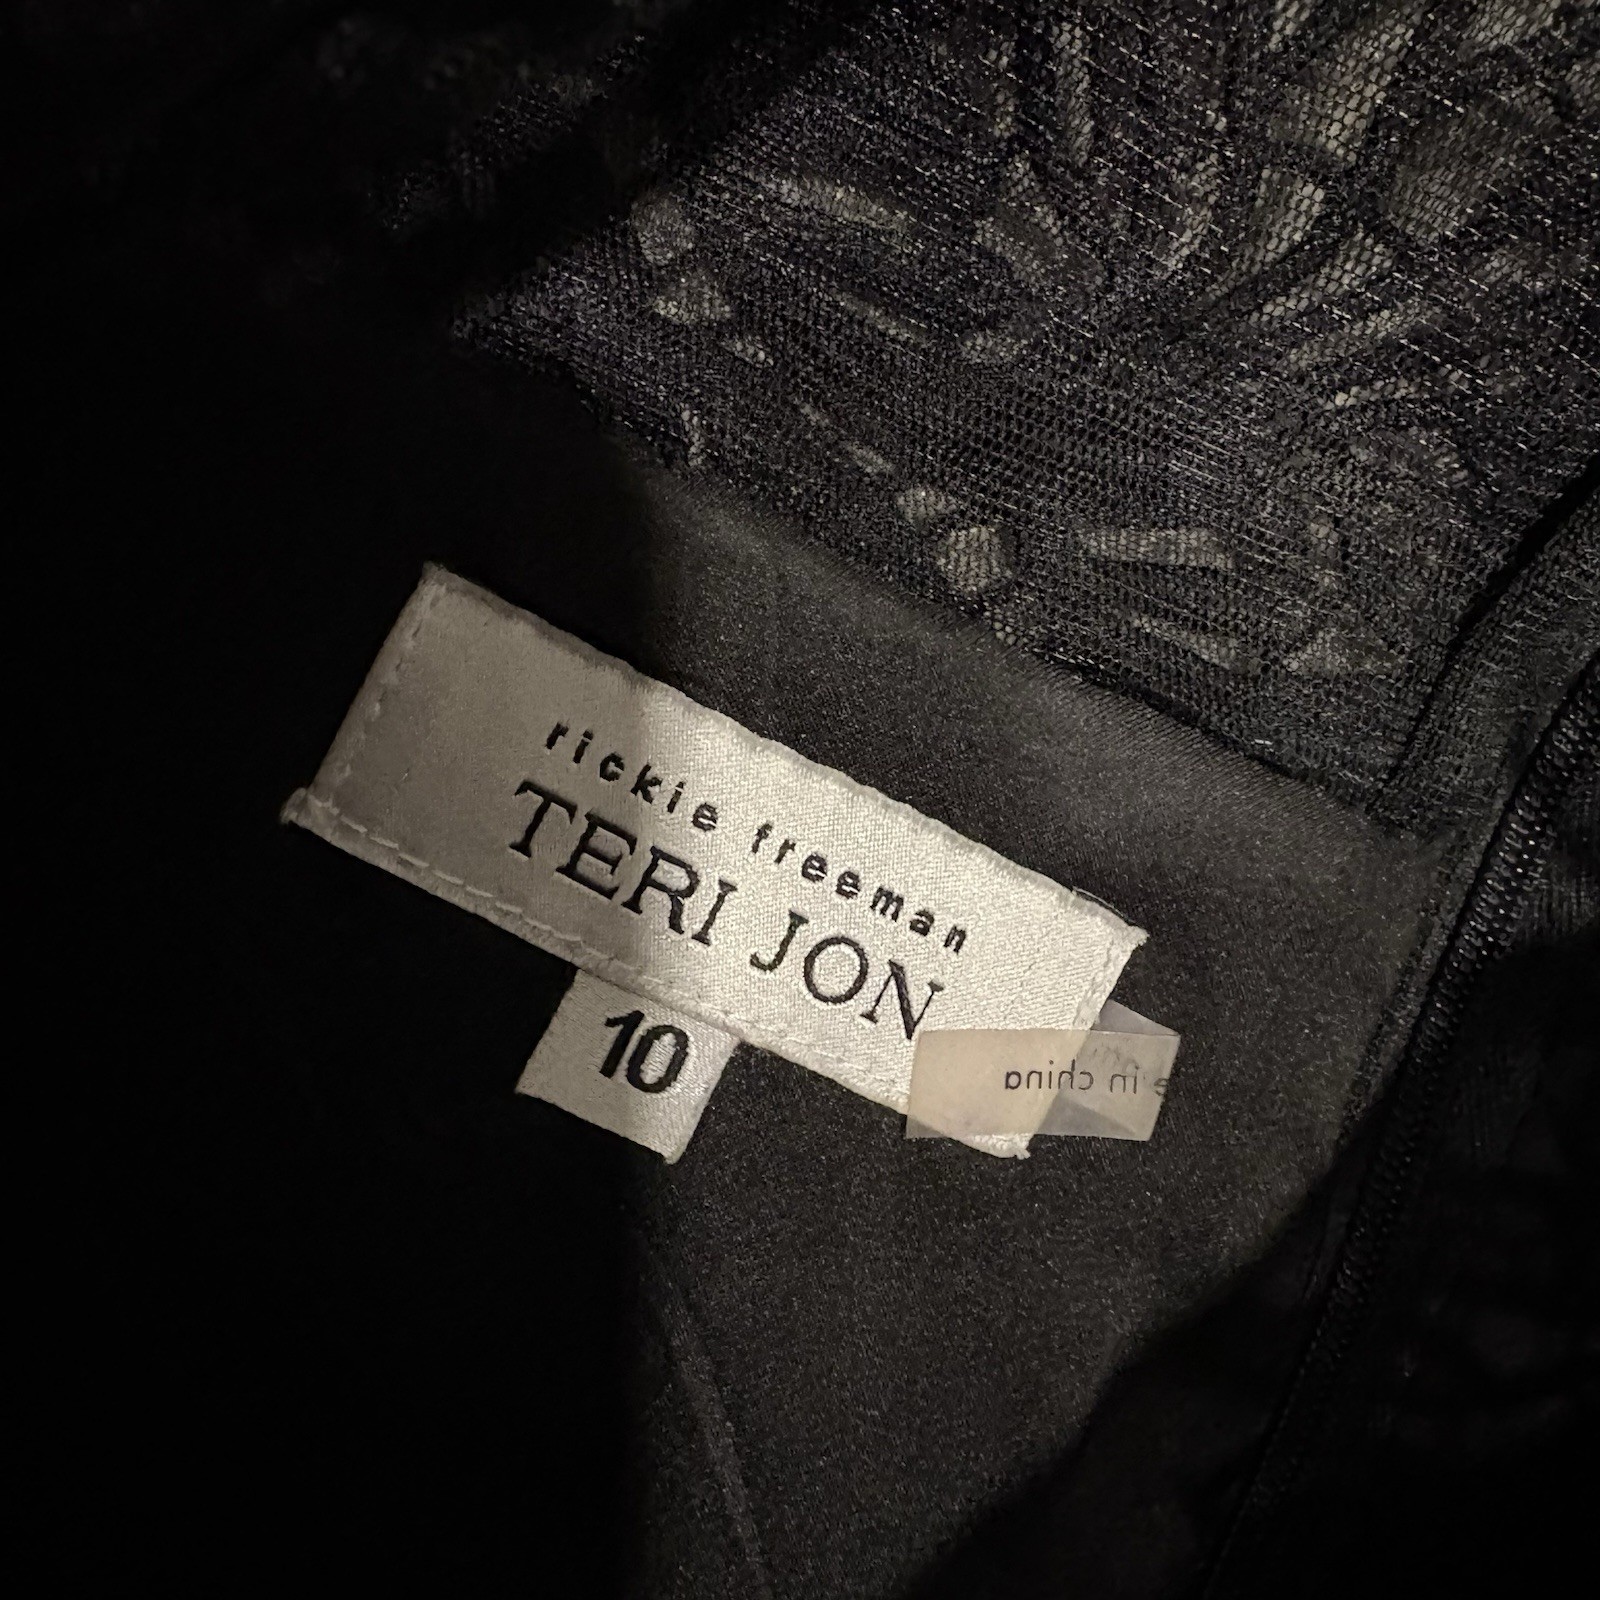 rickie freeman
TERI JON
10
e in china